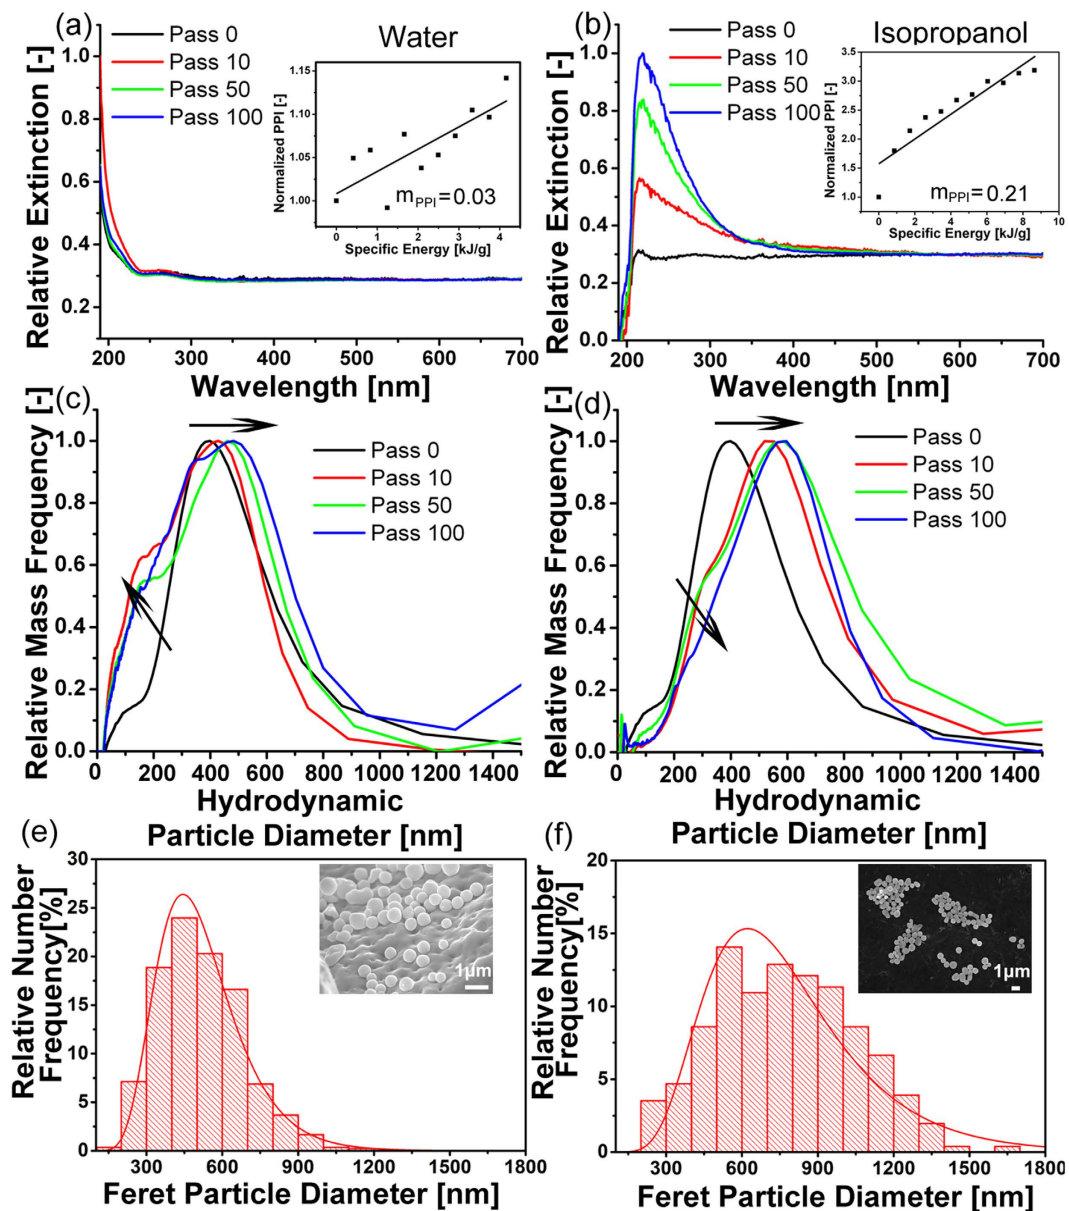 (a)
Pass 0
Pass 10
Pass 50
Pass 100
Water
Normalized PPI [-]
1.15
1.10
1.05
1.00
mPPI=0.03
0 1 2 3 4
Specific Energy [kJ/g]
Relative Extinction [-]
1.0
0.8
0.6
0.4
0.2
200 300 400 500 600 700
Wavelength [nm]
(b)
Pass 0
Pass 10
Pass 50
Pass 100
Isopropanol
Normalized PPI [-]
3.5
3.0
2.5
2.0
1.5
1.0
mPPI=0.21
0 2 4 6 8 10
Specific Energy [kJ/g]
Relative Extinction [-]
1.0
0.8
0.6
0.4
0.2
0.0
200 300 400 500 600 700
Wavelength [nm]
(c)
Pass 0
Pass 10
Pass 50
Pass 100
Relative Mass Frequency [-]
1.0
0.8
0.6
0.4
0.2
0.0
0 200 400 600 800 1000 1200 1400
Hydrodynamic
Particle Diameter [nm]
(d)
Pass 0
Pass 10
Pass 50
Pass 100
Relative Mass Frequency [-]
1.0
0.8
0.6
0.4
0.2
0.0
0 200 400 600 800 1000 1200 1400
Hydrodynamic
Particle Diameter [nm]
(e)
Relative Number
Frequency[%]
30
25
20
15
10
5
0
1µm
300 600 900 1200 1500 1800
Feret Particle Diameter [nm]
(f)
Relative Number
Frequency[%]
20
15
10
5
0
1µm
300 600 900 1200 1500 1800
Feret Particle Diameter [nm]